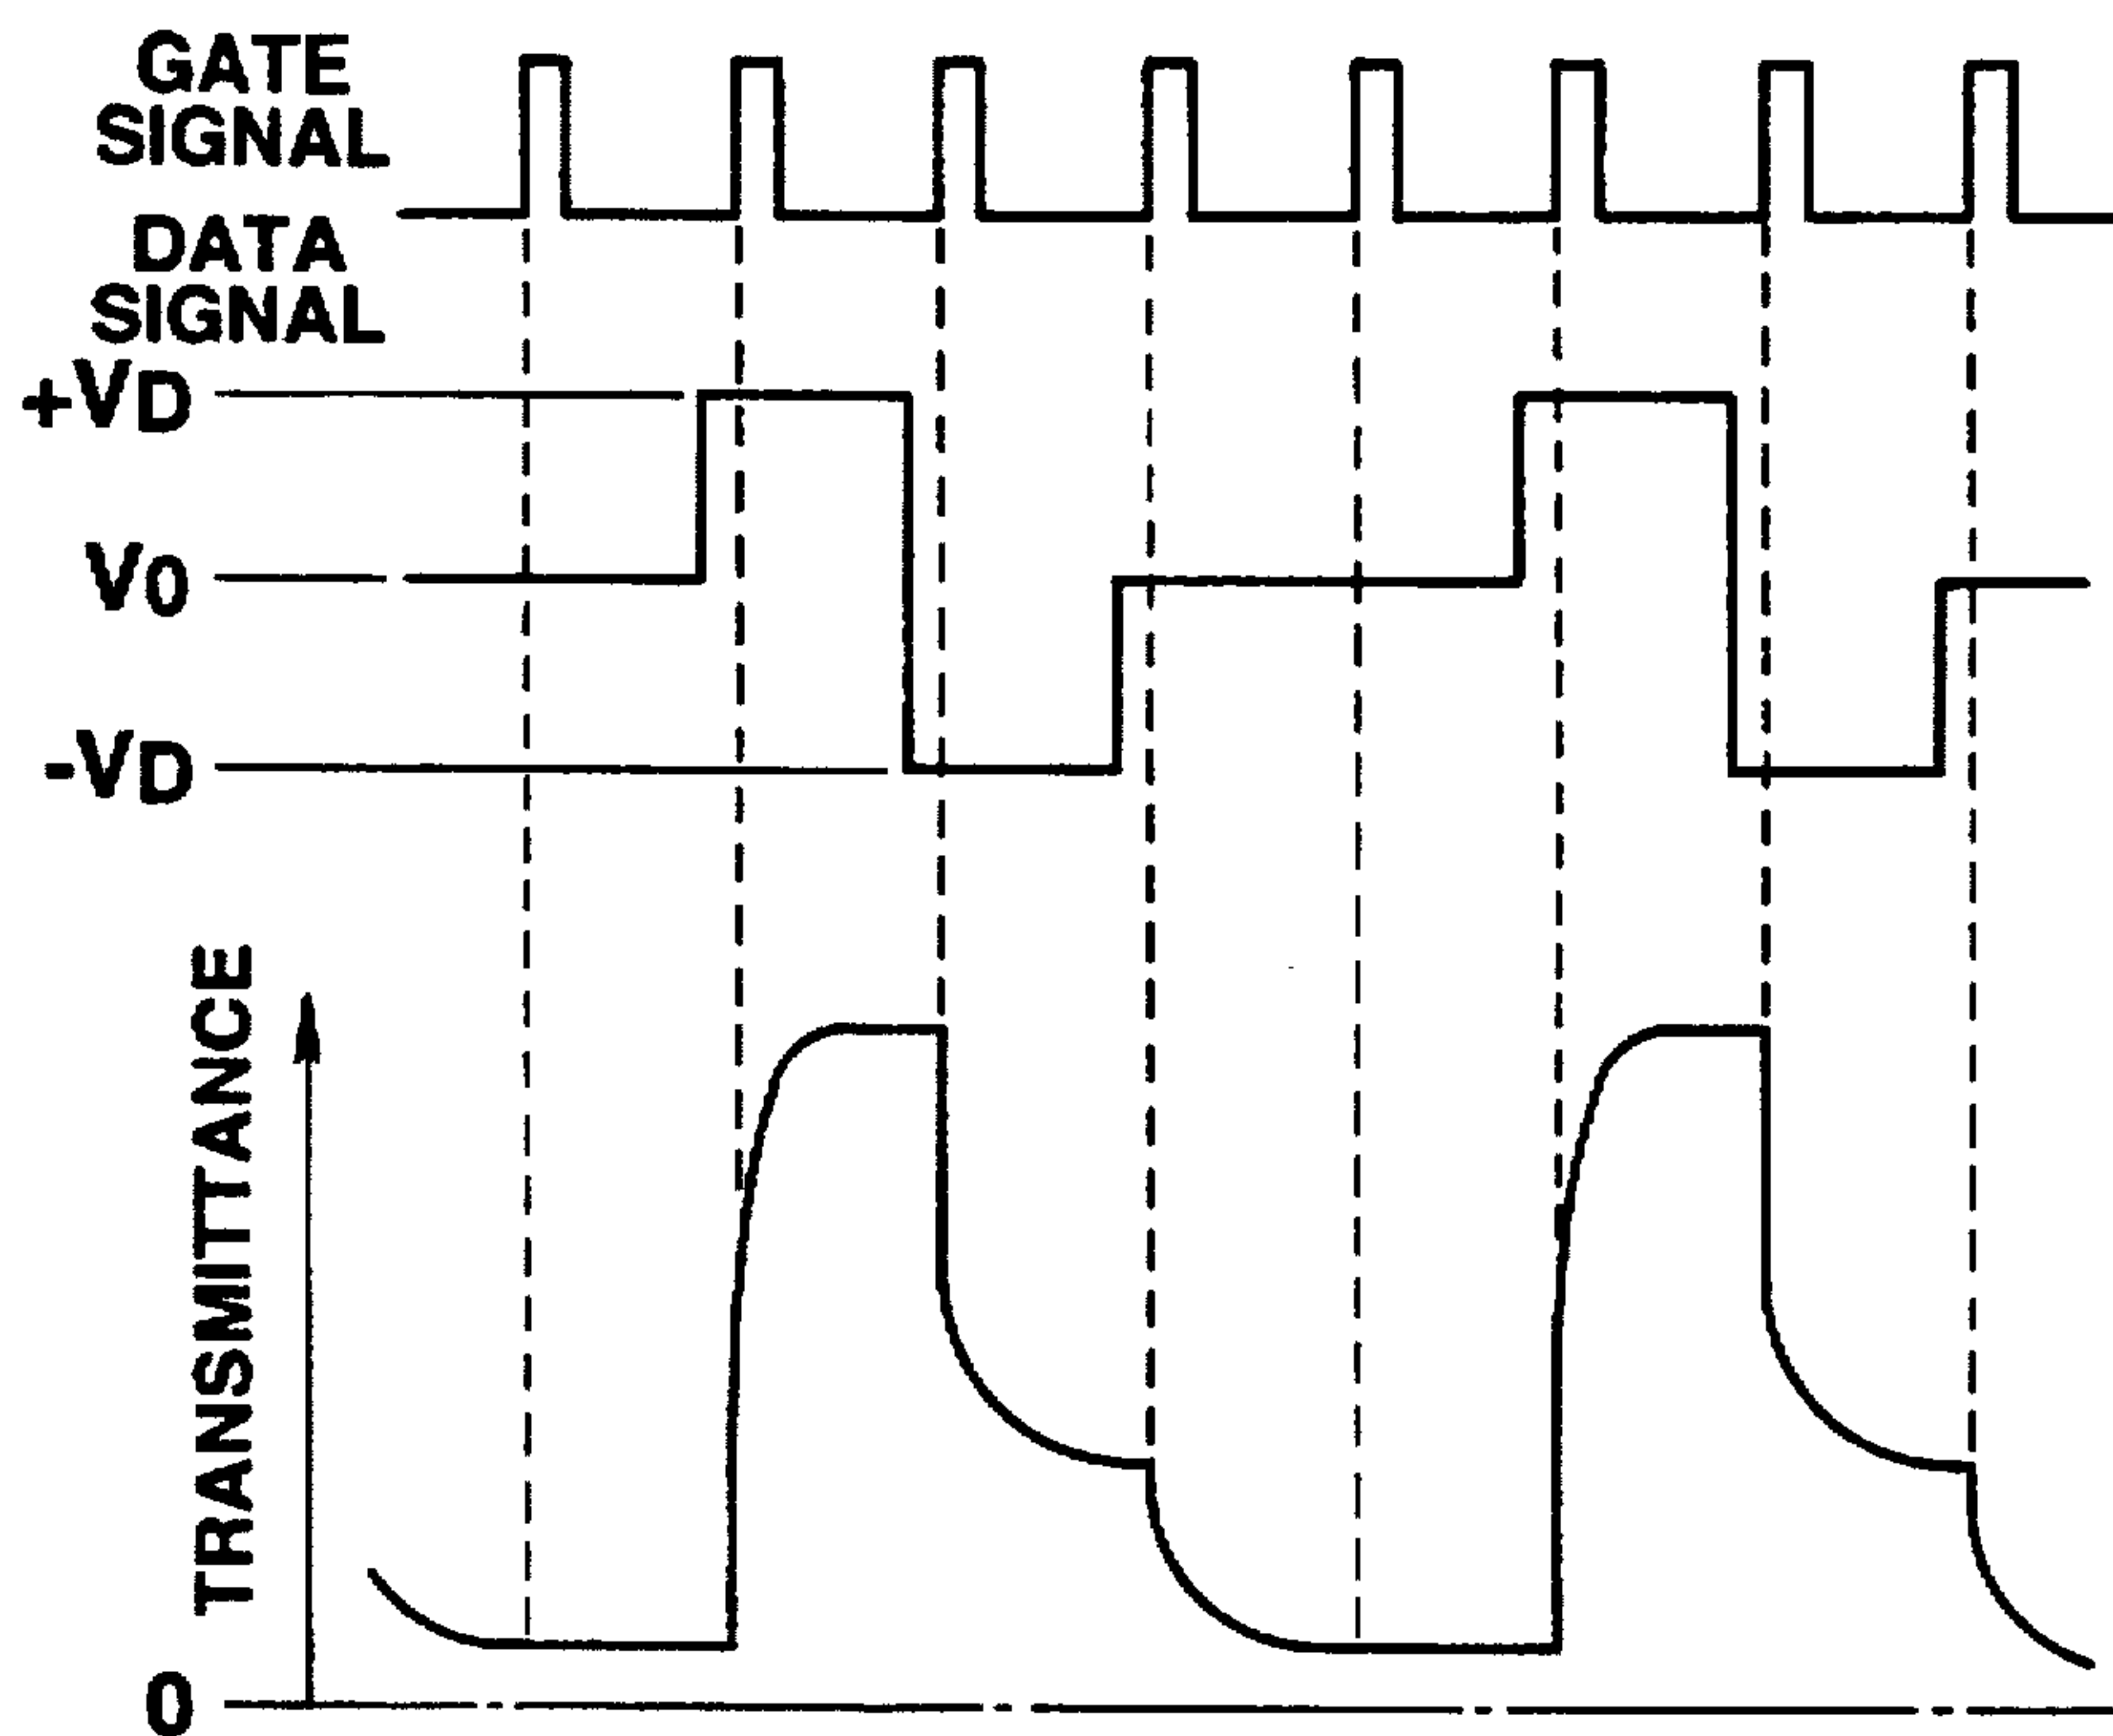 GATE
SIGNAL
DATA
SIGNAL
+VD
V0
-VD
TRANSMITTANCE
0